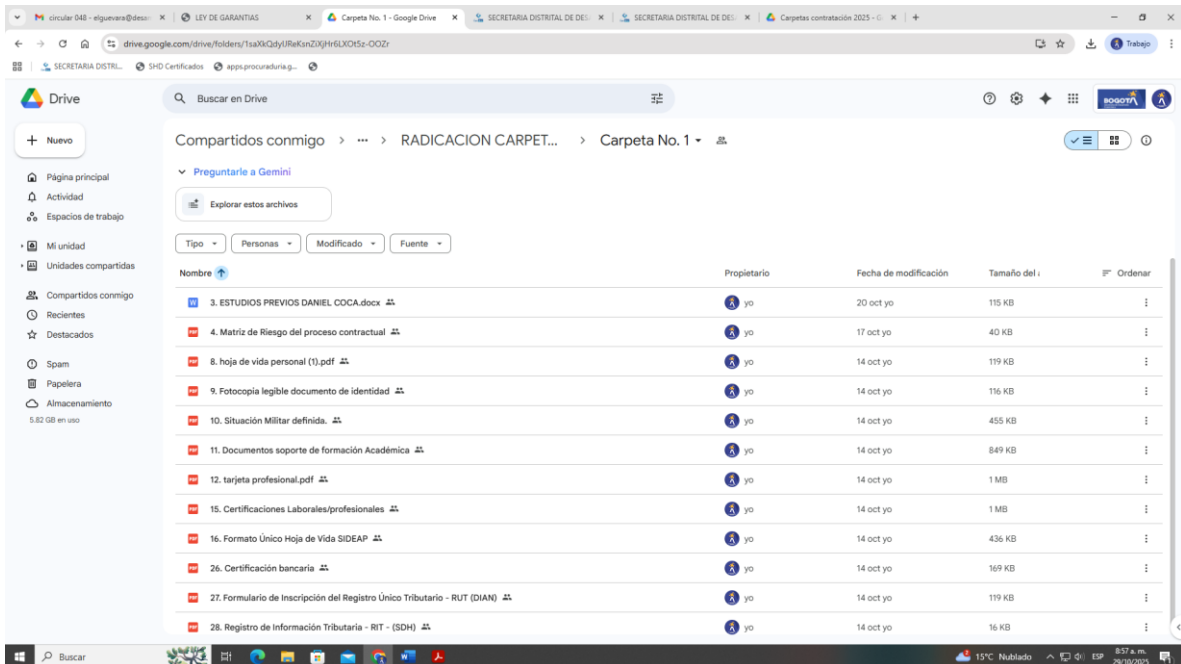 circular 048 - elguevara@desar
LEY DE GARANTIAS
Carpeta No. 1 - Google Drive
SECRETARIA DISTRITAL DE DES
SECRETARIA DISTRITAL DE DES
Carpetas contratación 2025 - G
drive.google.com/drive/folders/1saXkQdyUReKsnZiXjHr6LXOt5z-OOZr
Trabajo
SECRETARIA DISTRI...
SHD Certificados
apps.procuraduria.g...
Drive
Buscar en Drive
BOGOTÁ
Nuevo
Compartidos conmigo > ... > RADICACION CARPET... > Carpeta No. 1
Preguntarle a Gemini
Explorar estos archivos
Página principal
Actividad
Espacios de trabajo
Mi unidad
Unidades compartidas
Compartidos conmigo
Recientes
Destacados
Spam
Papelera
Almacenamiento
5.82 GB en uso
Tipo Personas Modificado Fuente
Nombre Propietario Fecha de modificación Tamaño del a Ordenar
3. ESTUDIOS PREVIOS DANIEL COCA.docx yo 20 oct yo 115 KB
4. Matriz de Riesgo del proceso contractual yo 17 oct yo 40 KB
8. hoja de vida personal (1).pdf yo 14 oct yo 119 KB
9. Fotocopia legible documento de identidad yo 14 oct yo 116 KB
10. Situación Militar definida. yo 14 oct yo 455 KB
11. Documentos soporte de formación Académica yo 14 oct yo 849 KB
12. tarjeta profesional.pdf yo 14 oct yo 1 MB
15. Certificaciones Laborales/profesionales yo 14 oct yo 1 MB
16. Formato Único Hoja de Vida SIDEAP yo 14 oct yo 436 KB
26. Certificación bancaria yo 14 oct yo 169 KB
27. Formulario de Inscripción del Registro Único Tributario - RUT (DIAN) yo 14 oct yo 119 KB
28. Registro de Información Tributaria - RIT - (SDH) yo 14 oct yo 16 KB
Buscar
15°C Nublado
ESP
8:57 a. m.
29/10/2025